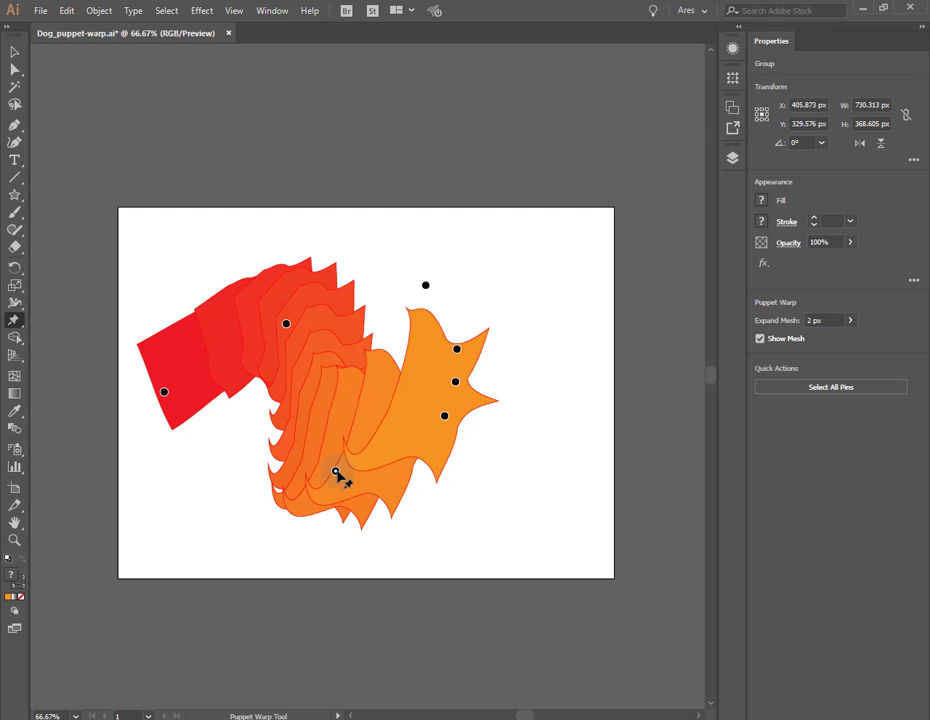 Ai File Edit Object Type Select Effect View Window Help Br St Ares Search Adobe Stock
Dog_puppet-warp.ai* @ 66.67% (RGB/Preview) ×
Properties
Group
Transform
X: 405.873 px W: 730.313 px
Y: 329.576 px H: 368.605 px
0°
Appearance
? Fill
? Stroke
Opacity 100%
fx
Puppet Warp
Expand Mesh: 2 px
Show Mesh
Quick Actions
Select All Pins
T
?
66.67% 1 Puppet Warp Tool